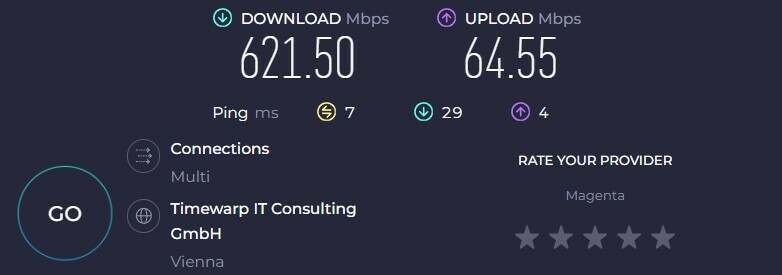 DOWNLOAD Mbps UPLOAD Mbps
621.50 64.55
Ping ms 7 29 4
Connections
Multi
RATE YOUR PROVIDER
Magenta
GO
Timewarp IT Consulting
GmbH
Vienna